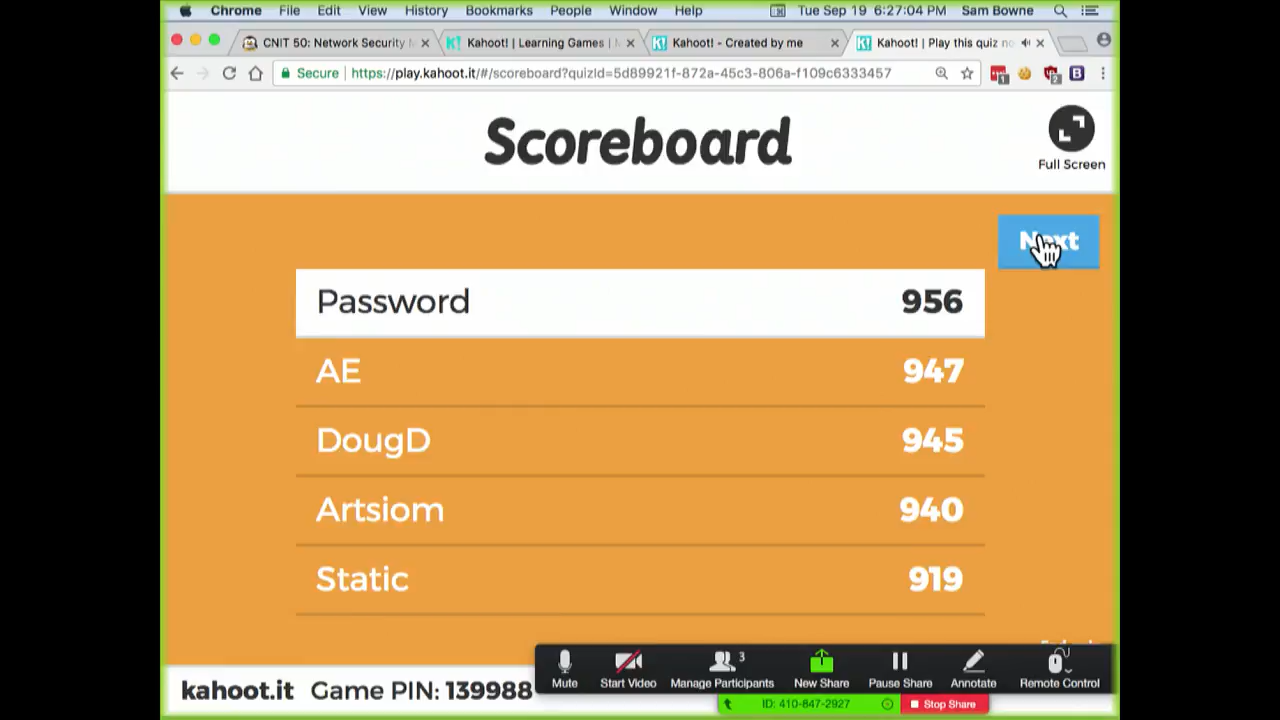 Chrome File Edit View History Bookmarks People Window Help Tue Sep 19 6:27:04 PM Sam Bowne
CNIT 50: Network Security Kahoot! | Learning Games | Kahoot! - Created by me Kahoot! | Play this quiz
Secure https://play.kahoot.it/#/scoreboard?quizId=5d89921f-872a-45c3-806a-f109c6333457 1 2 B
Scoreboard
Full Screen
Next
Password 956
AE 947
DougD 945
Artsiom 940
Static 919
3
Mute Start Video Manage Participants New Share Pause Share Annotate Remote Control
kahoot.it Game PIN: 139988
ID: 410-847-2927 Stop Share